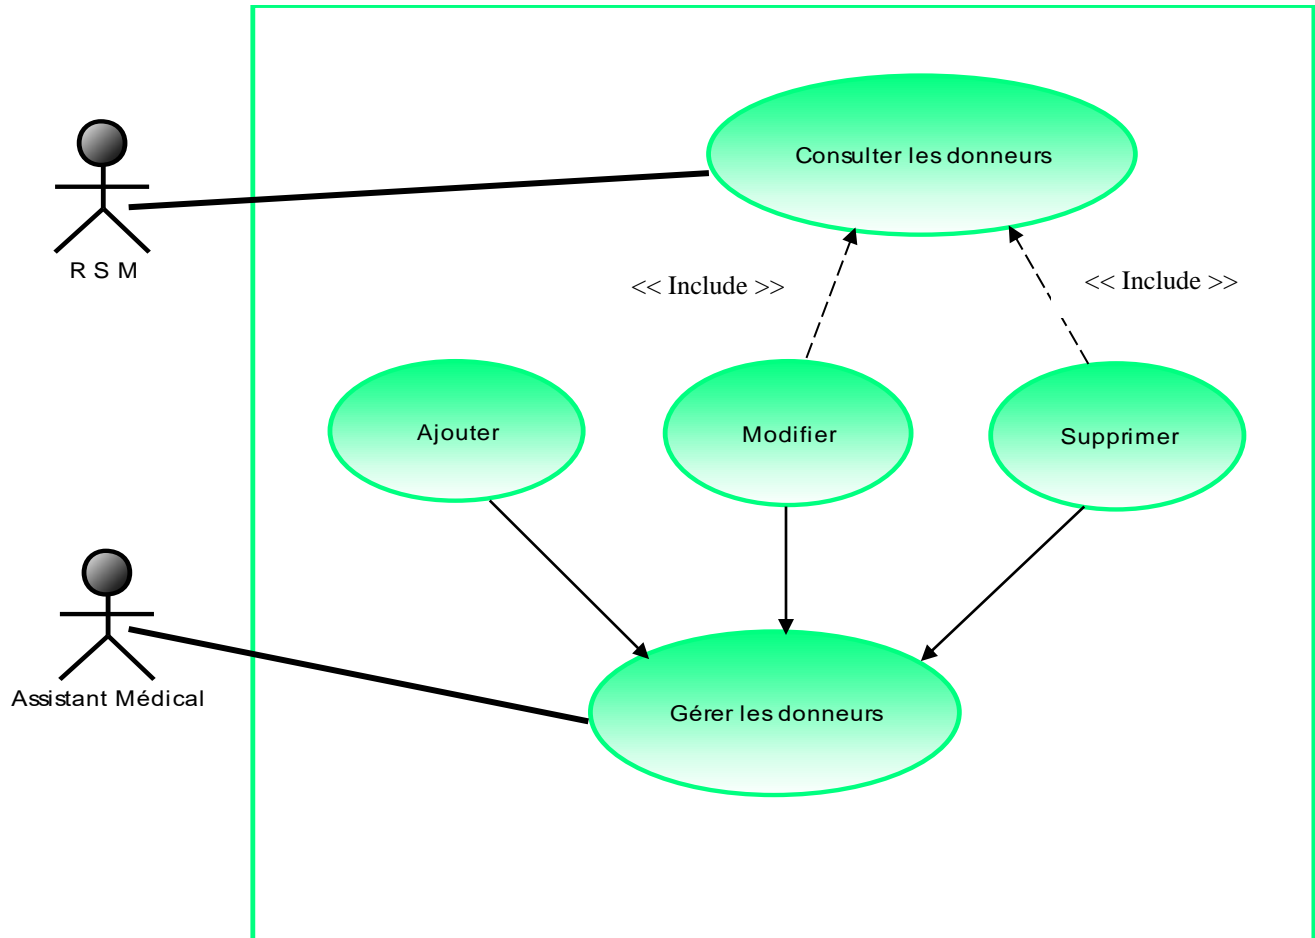 Consulter les donneurs
R S M
<< Include >>
<< Include >>
Ajouter
Modifier
Supprimer
Assistant Médical
Gérer les donneurs